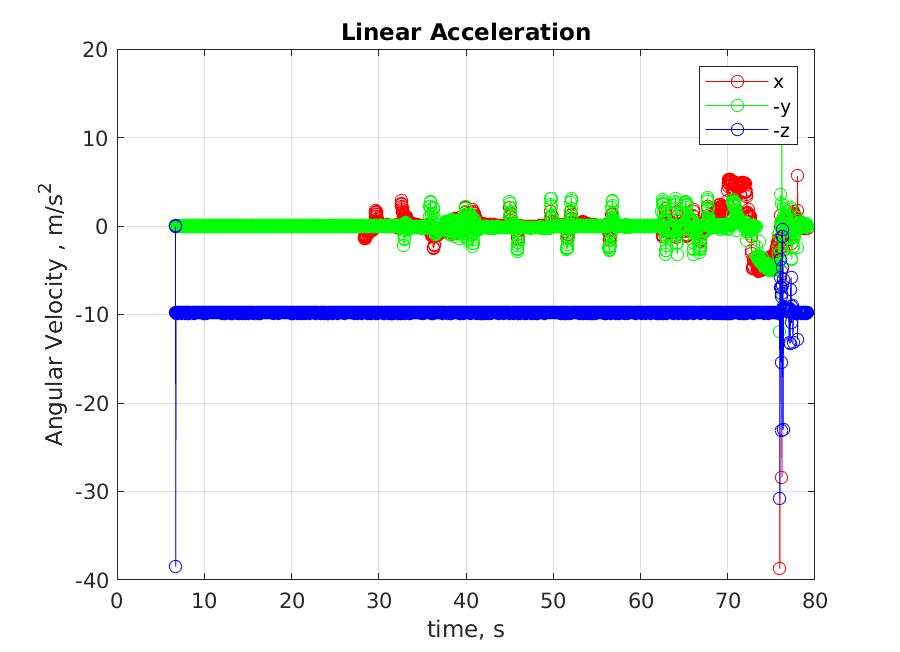 Linear Acceleration
20
10
0
-10
-20
-30
-40
Angular Velocity , m/s²
x
-y
-z
0 10 20 30 40 50 60 70 80
time, s